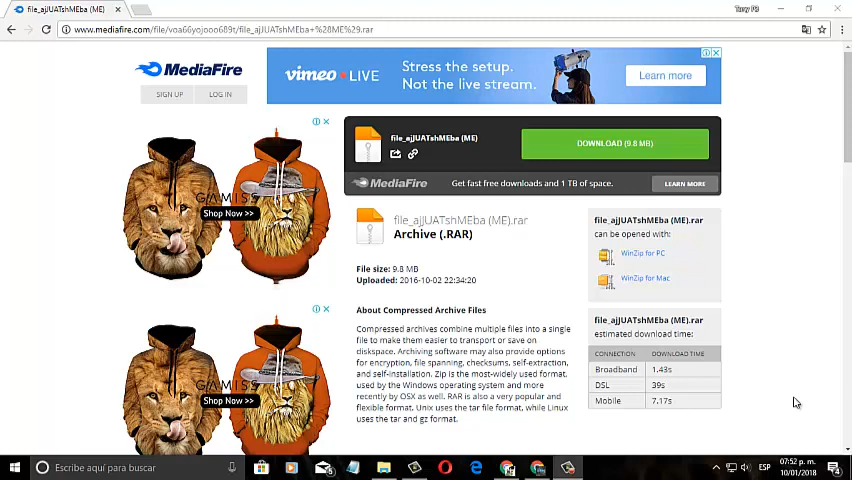 file_ajJUATshMEba (ME)
Tany PB
www.mediafire.com/file/voa66yojooo689t/file_ajJUATshMEba+%28ME%29.rar
MediaFire
SIGN UP
LOG IN
vimeo LIVE
Stress the setup.
Not the live stream.
Learn more
file_ajJUATshMEba (ME)
DOWNLOAD (9.8 MB)
MediaFire
Get fast free downloads and 1 TB of space.
LEARN MORE
GAMISS
Shop Now >>
file_ajJUATshMEba (ME).rar
Archive (.RAR)
File size: 9.8 MB
Uploaded: 2016-10-02 22:34:20
file_ajJUATshMEba (ME).rar
can be opened with:
WinZip for PC
WinZip for Mac
About Compressed Archive Files
Compressed archives combine multiple files into a single
file to make them easier to transport or save on
diskspace. Archiving software may also provide options
for encryption, file spanning, checksums, self-extraction,
and self-installation. Zip is the most-widely used format,
used by the Windows operating system and more
recently by OSX as well. RAR is also a very popular and
flexible format. Unix uses the tar file format, while Linux
uses the tar and gz format.
file_ajJUATshMEba (ME).rar
estimated download time:
CONNECTION DOWNLOAD TIME
Broadband 1.43s
DSL 39s
Mobile 7.17s
GAMISS
Shop Now >>
Escribe aquí para buscar
ESP
07:52 p. m.
10/01/2018